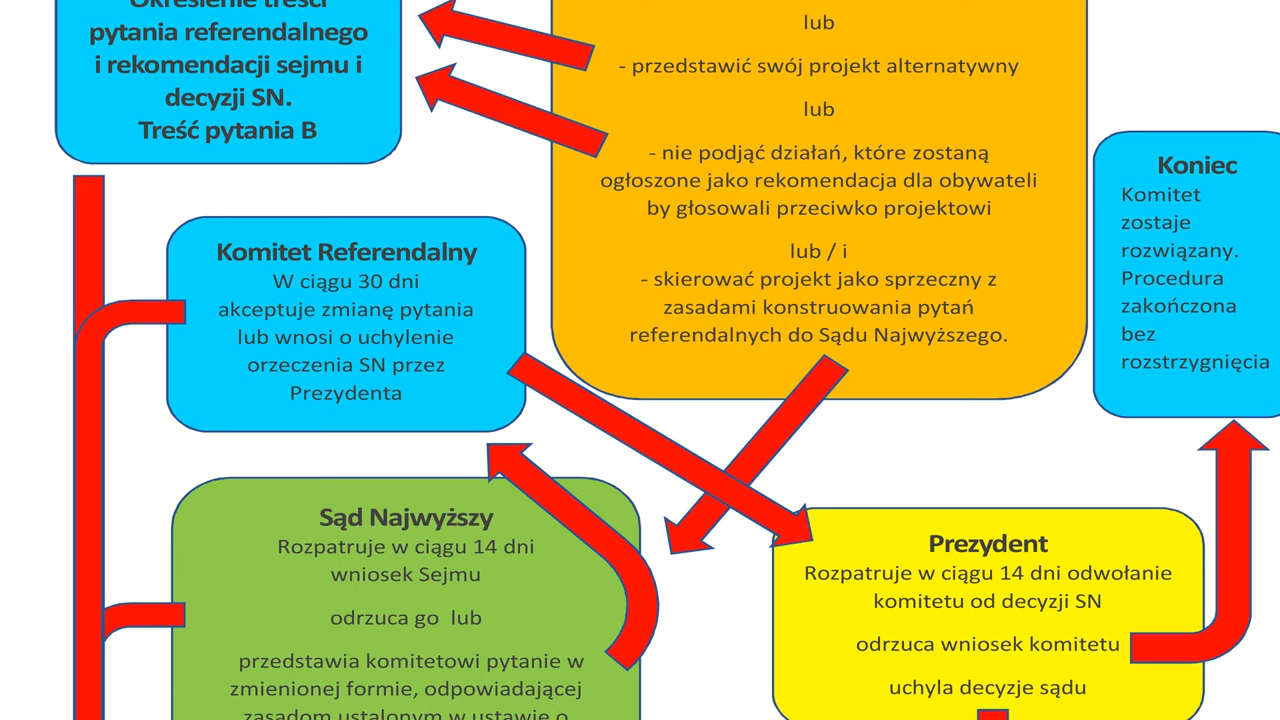 Określenie treści
pytania referendalnego
i rekomendacji sejmu i
decyzji SN.
Treść pytania B
lub
- przedstawić swój projekt alternatywny
lub
- nie podjąć działań, które zostaną
ogłoszone jako rekomendacja dla obywateli
by głosowali przeciwko projektowi
lub / i
- skierować projekt jako sprzeczny z
zasadami konstruowania pytań
referendalnych do Sądu Najwyższego.
Koniec
Komitet
zostaje
rozwiązany.
Procedura
zakończona
bez
rozstrzygnięcia
Komitet Referendalny
W ciągu 30 dni
akceptuje zmianę pytania
lub wnosi o uchylenie
orzeczenia SN przez
Prezydenta
Sąd Najwyższy
Rozpatruje w ciągu 14 dni
wniosek Sejmu
odrzuca go lub
przedstawia komitetowi pytanie w
zmienionej formie, odpowiadającej
zasadom ustalonym w ustawie o
Prezydent
Rozpatruje w ciągu 14 dni odwołanie
komitetu od decyzji SN
odrzuca wniosek komitetu
uchyla decyzje sądu